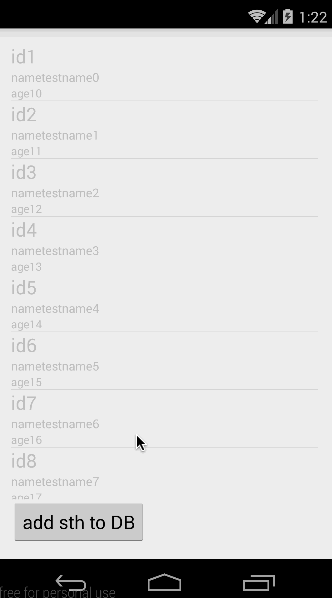 1:22
id1
nametestname0
age10
id2
nametestname1
age11
id3
nametestname2
age12
id4
nametestname3
age13
id5
nametestname4
age14
id6
nametestname5
age15
id7
nametestname6
age16
id8
nametestname7
age17
add sth to DB
free for personal use